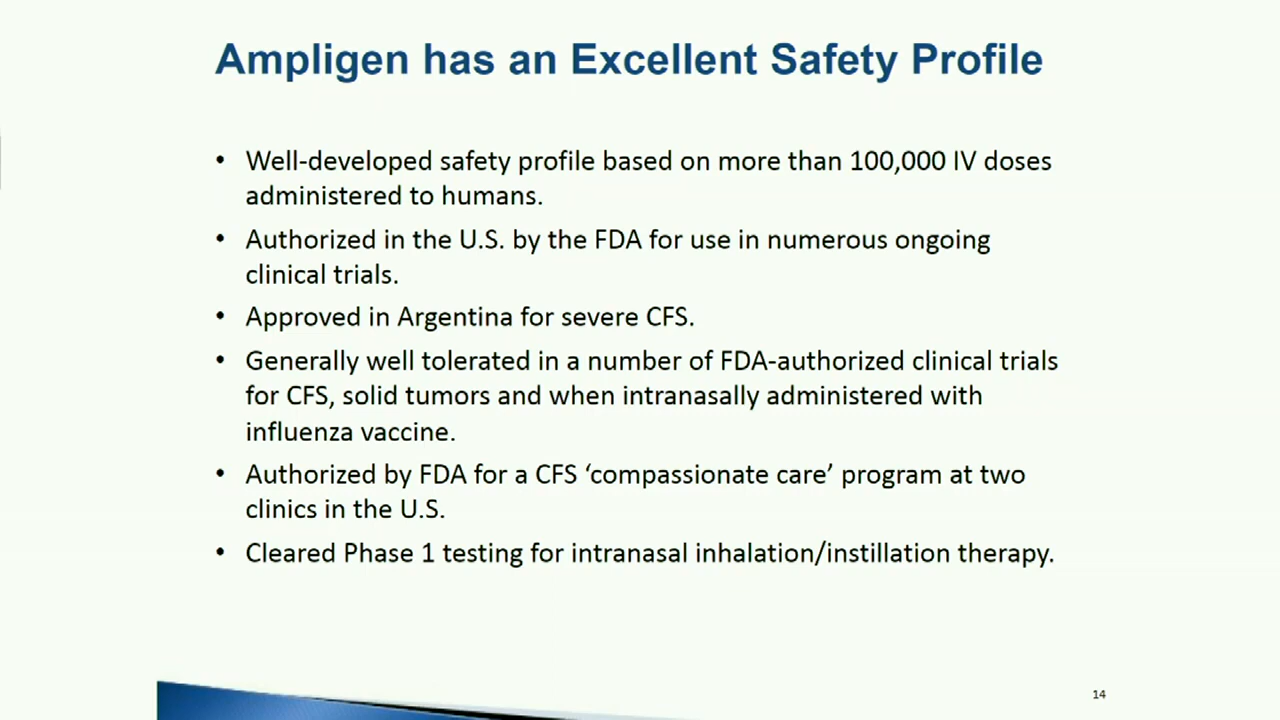 Ampligen has an Excellent Safety Profile
• Well-developed safety profile based on more than 100,000 IV doses
administered to humans.
• Authorized in the U.S. by the FDA for use in numerous ongoing
clinical trials.
• Approved in Argentina for severe CFS.
• Generally well tolerated in a number of FDA-authorized clinical trials
for CFS, solid tumors and when intranasally administered with
influenza vaccine.
• Authorized by FDA for a CFS ‘compassionate care’ program at two
clinics in the U.S.
• Cleared Phase 1 testing for intranasal inhalation/instillation therapy.
14